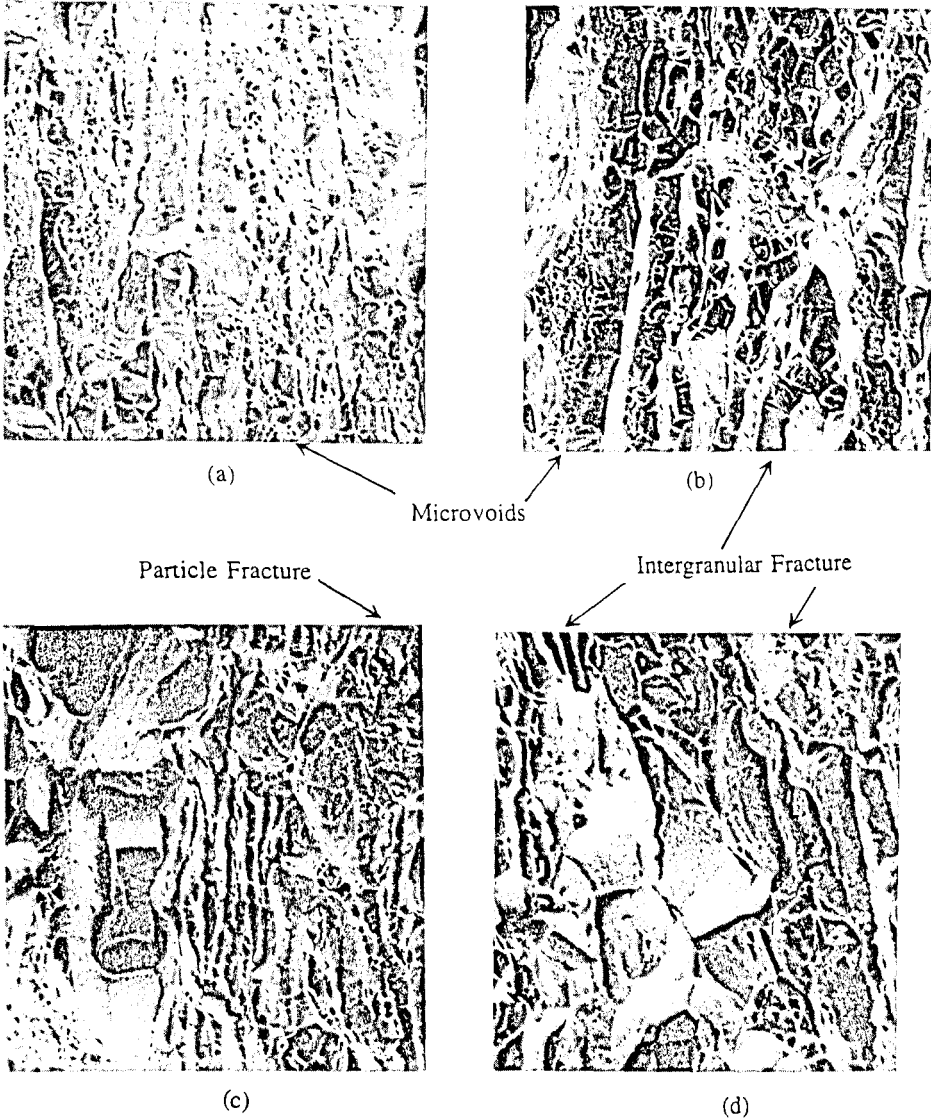 (a)
(b)
Microvoids
Particle Fracture
Intergranular Fracture
(c)
(d)